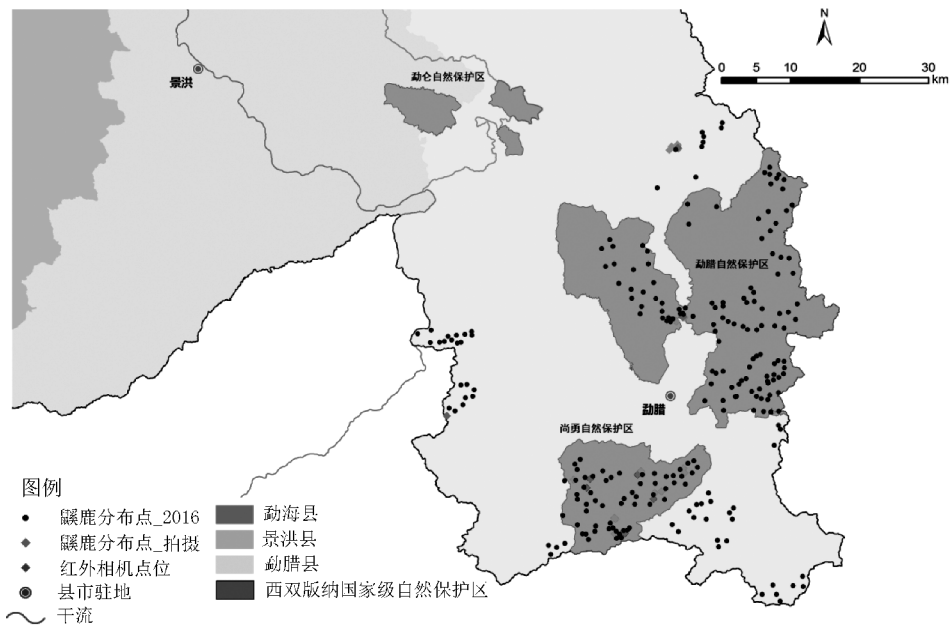 N
0 5 10 20 30
km
景洪
勐仑自然保护区
勐腊自然保护区
勐腊
尚勇自然保护区
图例
鼷鹿分布点_2016
鼷鹿分布点_拍摄
红外相机点位
县市驻地
干流
勐海县
景洪县
勐腊县
西双版纳国家级自然保护区